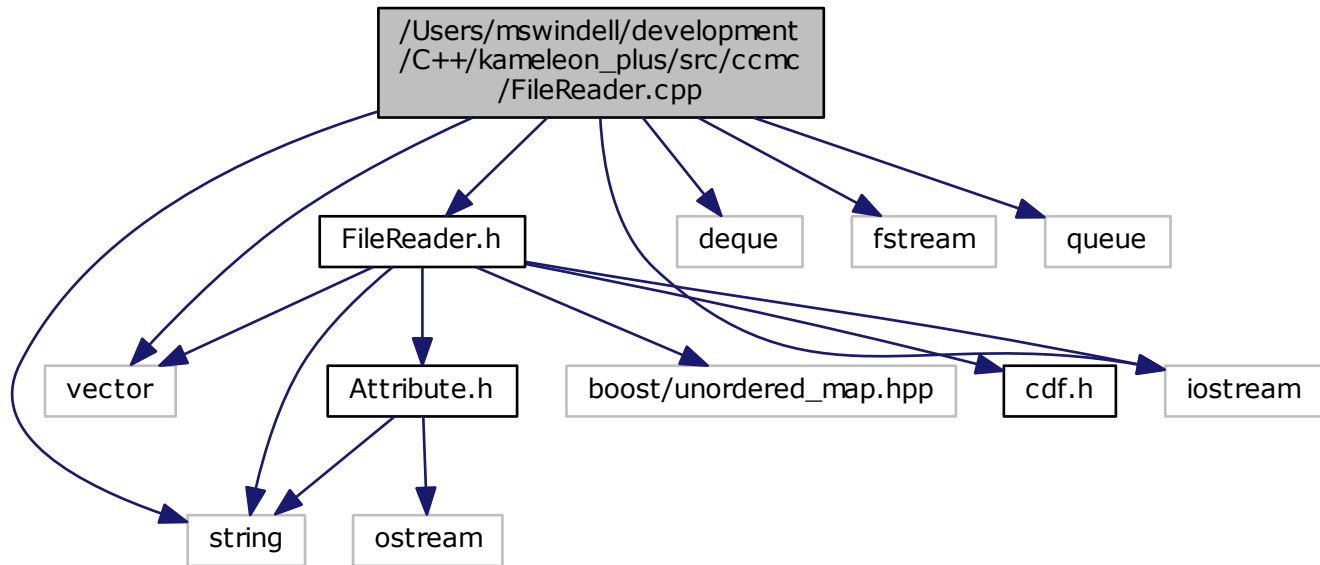 /Users/mswindell/development
/C++/kameleon_plus/src/ccmc
/FileReader.cpp
FileReader.h
deque
fstream
queue
vector
Attribute.h
boost/unordered_map.hpp
cdf.h
iostream
string
ostream